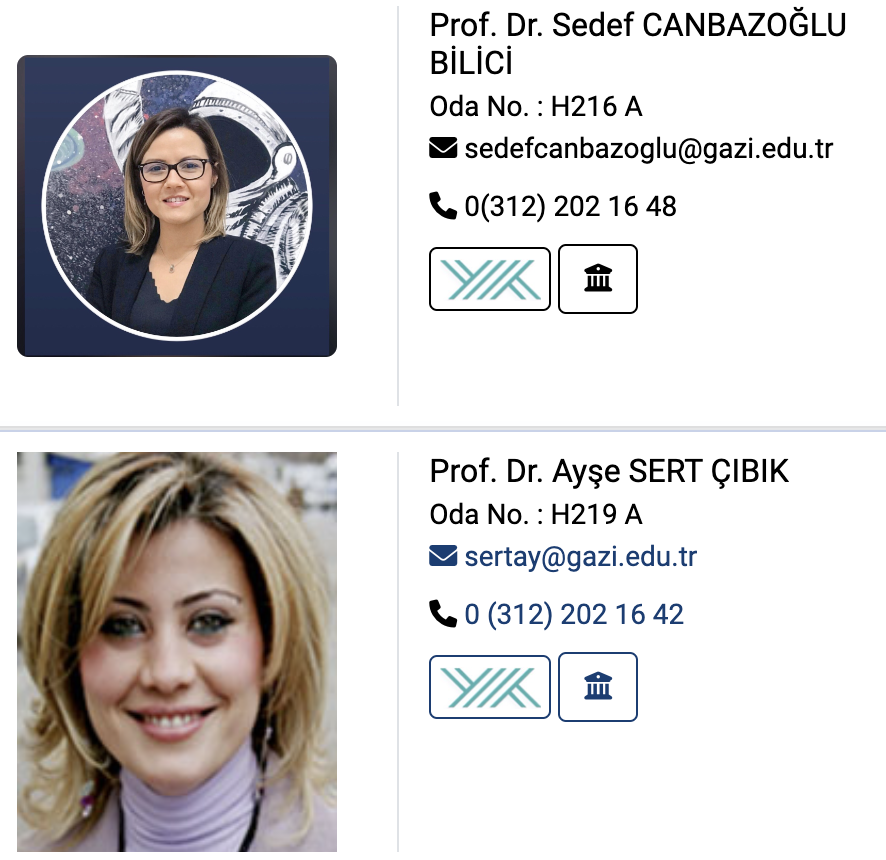 Prof. Dr. Sedef CANBAZOĞLU
BİLİCİ
Oda No. : H216 A
sedefcanbazoglu@gazi.edu.tr
0(312) 202 16 48
Prof. Dr. Ayşe SERT ÇIBIK
Oda No. : H219 A
sertay@gazi.edu.tr
0 (312) 202 16 42